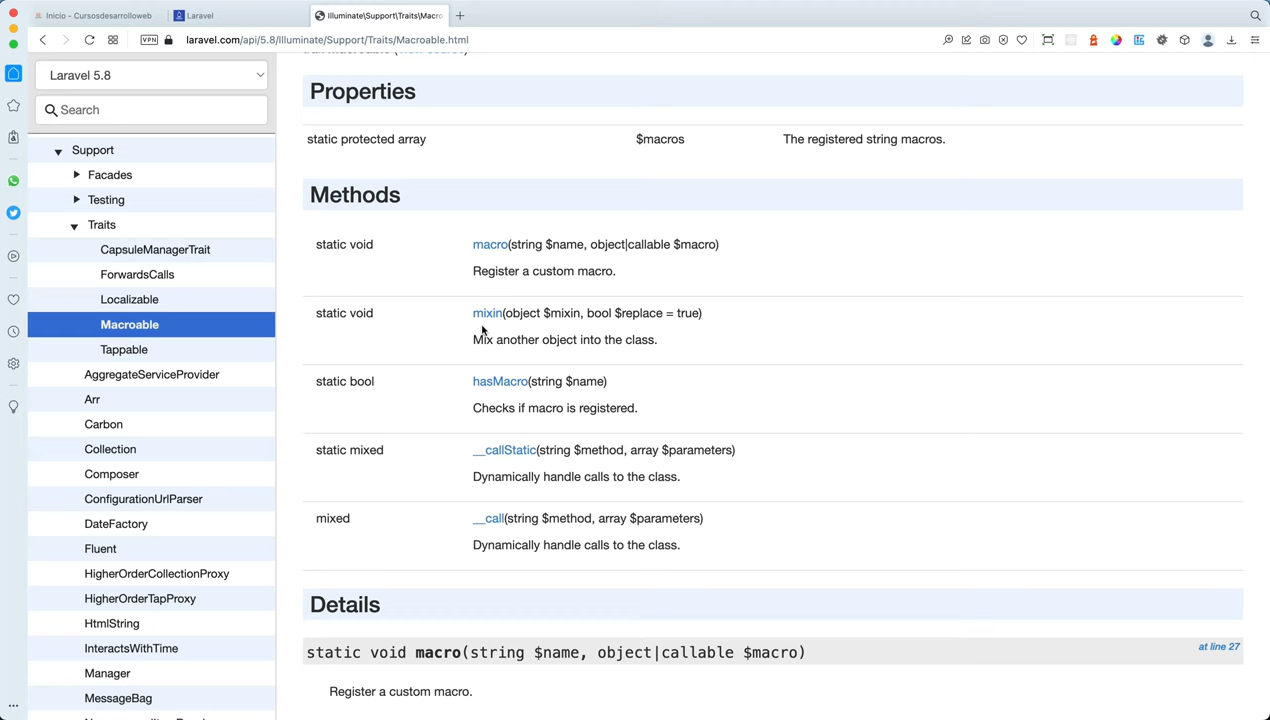 Inicio - Cursosdesarrolloweb
Laravel
Illuminate\Support\Traits\Macro
VPN
laravel.com/api/5.8/Illuminate/Support/Traits/Macroable.html
Laravel 5.8
Search
Support
Facades
Testing
Traits
CapsuleManagerTrait
ForwardsCalls
Localizable
Macroable
Tappable
AggregateServiceProvider
Arr
Carbon
Collection
Composer
ConfigurationUrlParser
DateFactory
Fluent
HigherOrderCollectionProxy
HigherOrderTapProxy
HtmlString
InteractsWithTime
Manager
MessageBag
Properties
static protected array $macros The registered string macros.
Methods
static void macro(string $name, object|callable $macro)
Register a custom macro.
static void mixin(object $mixin, bool $replace = true)
Mix another object into the class.
static bool hasMacro(string $name)
Checks if macro is registered.
static mixed __callStatic(string $method, array $parameters)
Dynamically handle calls to the class.
mixed __call(string $method, array $parameters)
Dynamically handle calls to the class.
Details
static void macro(string $name, object|callable $macro) at line 27
Register a custom macro.